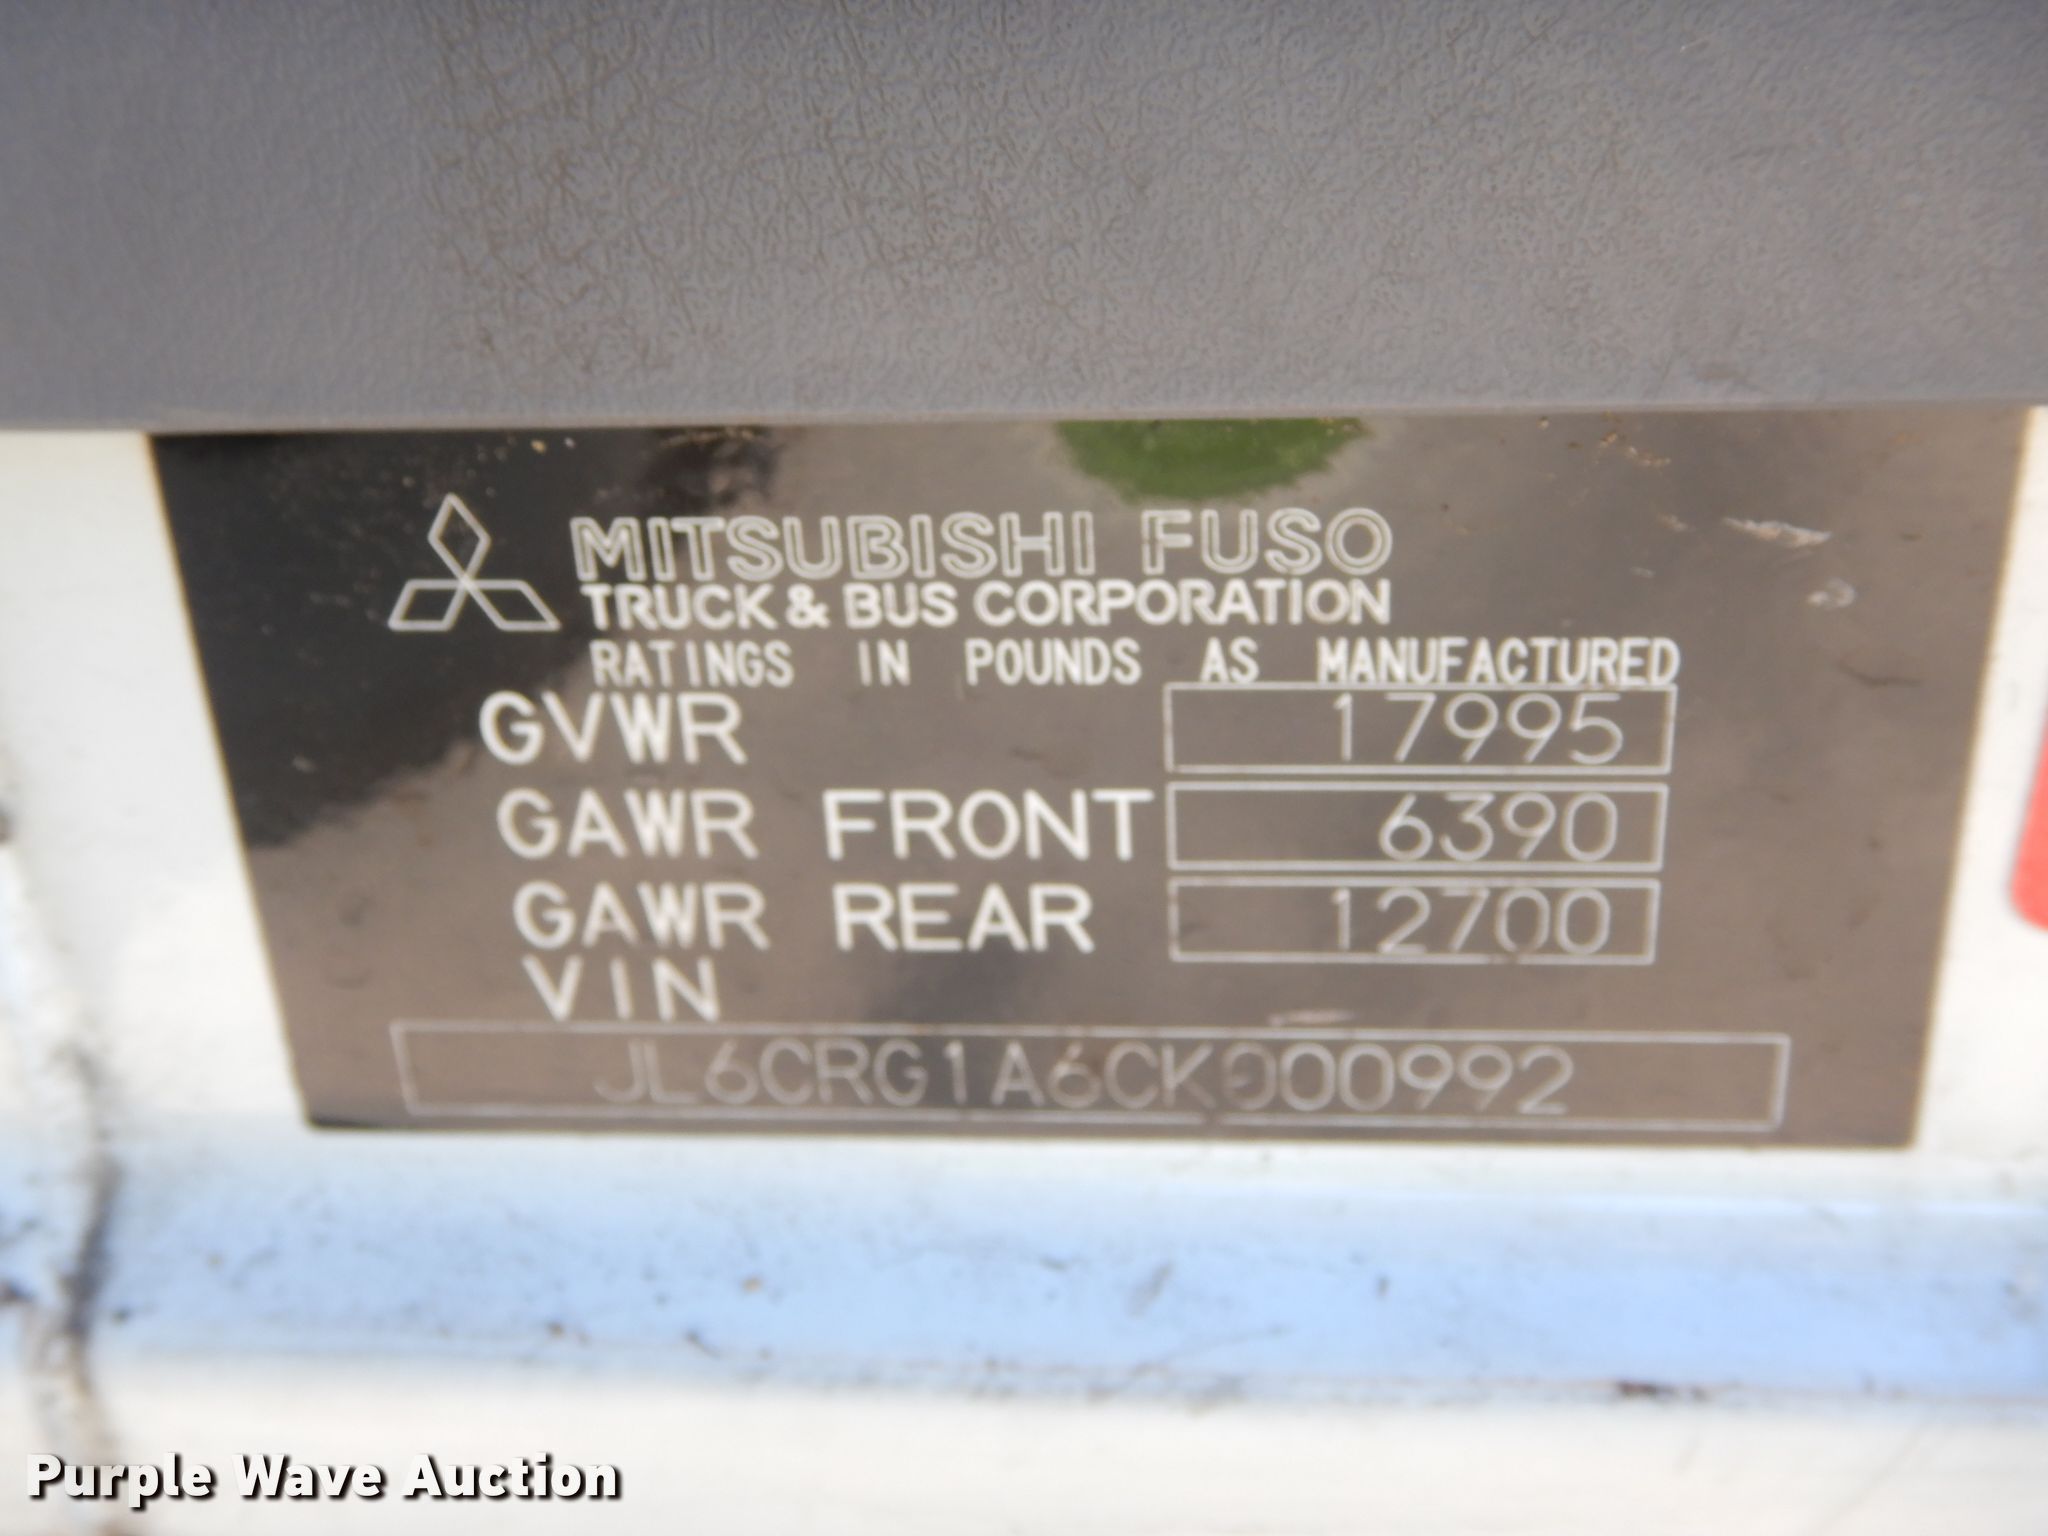 MITSUBISHI FUSO
TRUCK & BUS CORPORATION
RATINGS IN POUNDS AS MANUFACTURED
GVWR 17995
GAWR FRONT 6390
GAWR REAR 12700
VIN
JL6CRG1A6CK000992
Purple Wave Auction